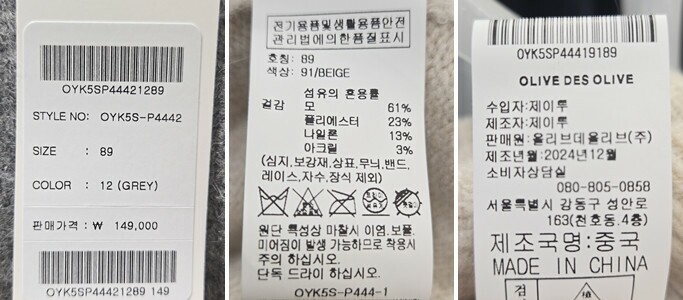 OYK5SP44421289
STYLE NO: OYK5S-P4442
SIZE : 89
COLOR : 12 (GREY)
판매가격 : ₩ 149,000
OYK5SP44421289 149
전기용품및생활용품안전
관리법에의한품질표시
호칭: 89
색상: 91/BEIGE
섬유의 혼용률
겉감 모 61%
폴리에스터 23%
나일론 13%
아크릴 3%
(심지,보강재,상표,무늬,밴드,
레이스,자수,장식 제외)
원단 특성상 마찰시 이염,보풀,
미어짐이 발생 가능하므로 착용시
주의 하십시오.
단독 드라이 하십시오.
OYK5S-P444-1
OYK5SP44419189
OLIVE DES OLIVE
수입자:제이투
제조자:제이투
판매원:올리브데올리브(주)
제조년월:2024년12월
소비자상담실
080-805-0858
서울특별시 강동구 성안로
163(천호동.4층)
제조국명:중국
MADE IN CHINA
검